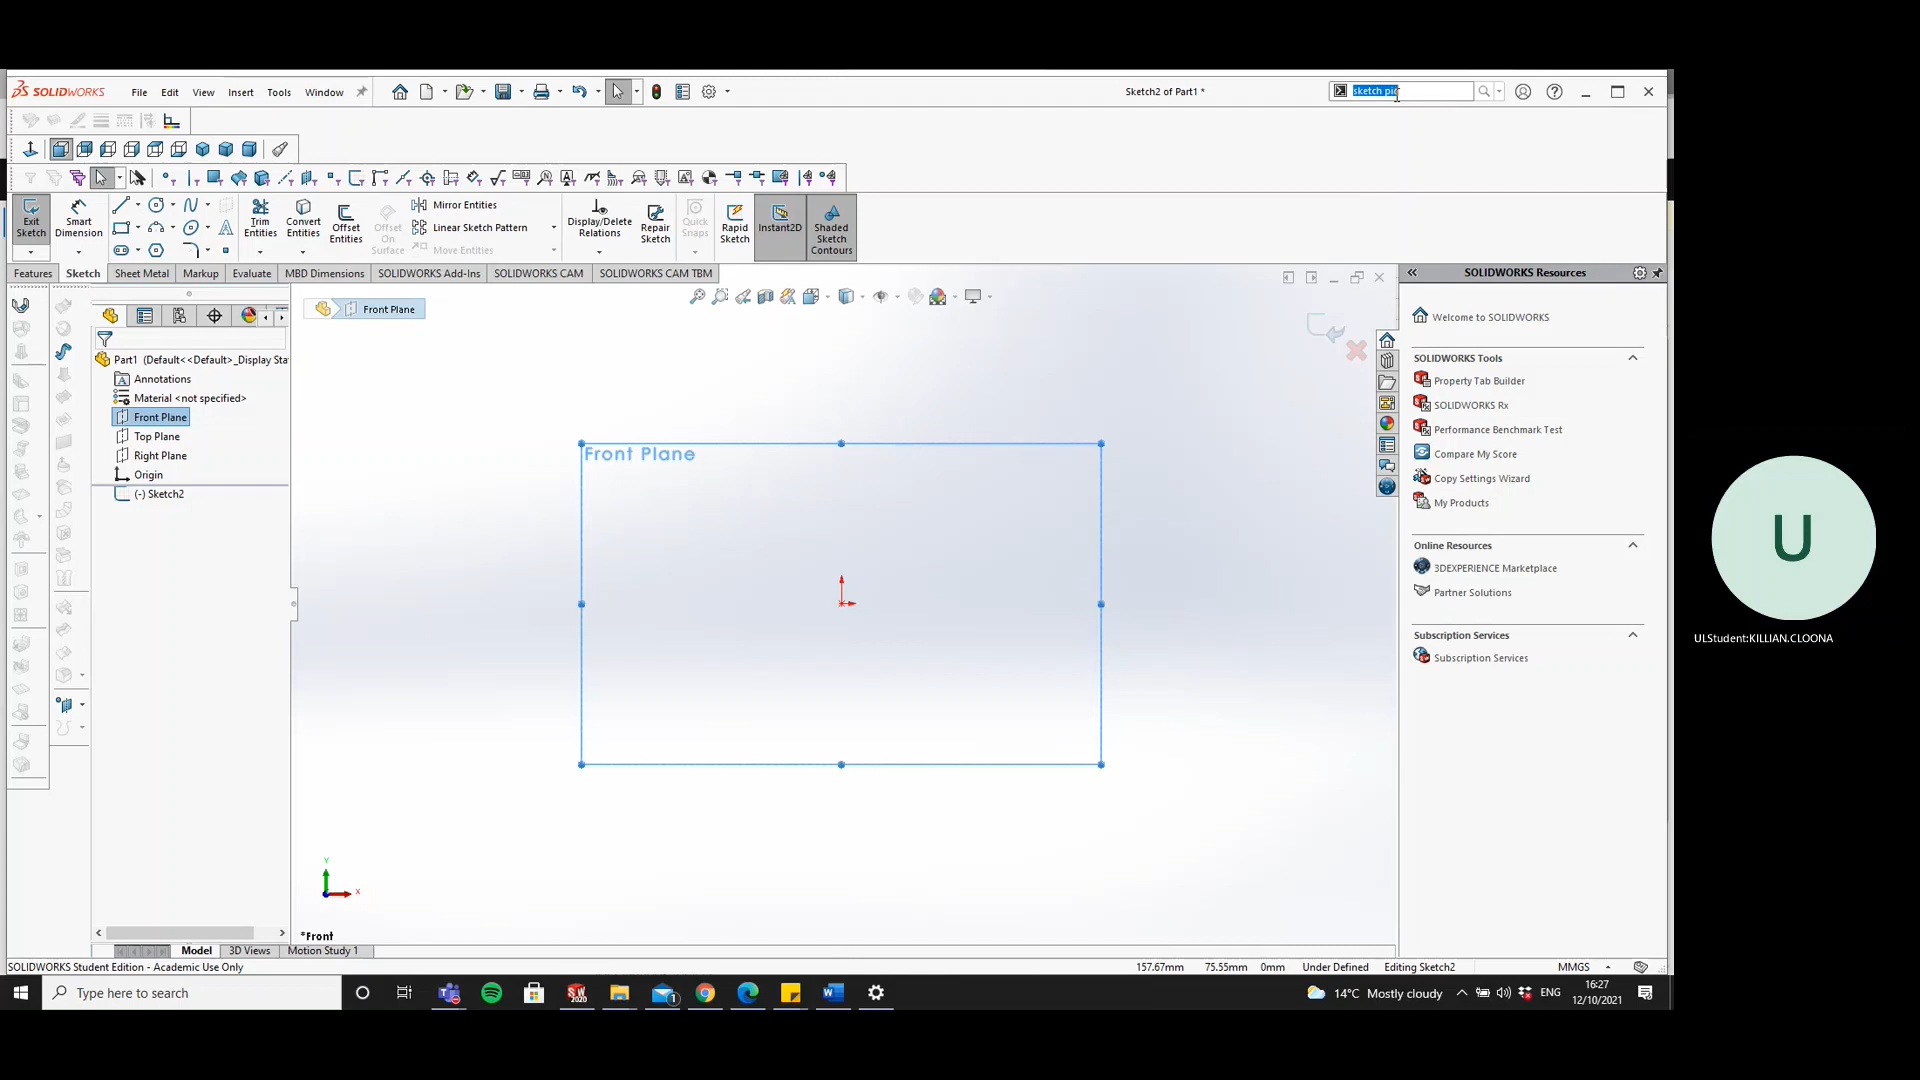 SOLIDWORKS File Edit View Insert Tools Window Sketch2 of Part1 * sketch pic
Exit Sketch
Smart Dimension
Trim Entities
Convert Entities
Offset Entities
Offset On Surface
Mirror Entities
Linear Sketch Pattern
Move Entities
Display/Delete Relations
Repair Sketch
Quick Snaps
Rapid Sketch
Instant2D
Shaded Sketch Contours
Features Sketch Sheet Metal Markup Evaluate MBD Dimensions SOLIDWORKS Add-Ins SOLIDWORKS CAM SOLIDWORKS CAM TBM
Part1 (Default<<Default>_Display Sta
Annotations
Material <not specified>
Front Plane
Top Plane
Right Plane
Origin
(-) Sketch2
Front Plane
Front Plane
Y
X
*Front
SOLIDWORKS Resources
Welcome to SOLIDWORKS
SOLIDWORKS Tools
Property Tab Builder
SOLIDWORKS Rx
Performance Benchmark Test
Compare My Score
Copy Settings Wizard
My Products
Online Resources
3DEXPERIENCE Marketplace
Partner Solutions
Subscription Services
Subscription Services
U
ULStudent:KILLIAN.CLOONA
Model 3D Views Motion Study 1
SOLIDWORKS Student Edition - Academic Use Only 157.67mm 75.55mm 0mm Under Defined Editing Sketch2 MMGS
Type here to search
SW 2020
1
14°C Mostly cloudy ENG
16:27
12/10/2021